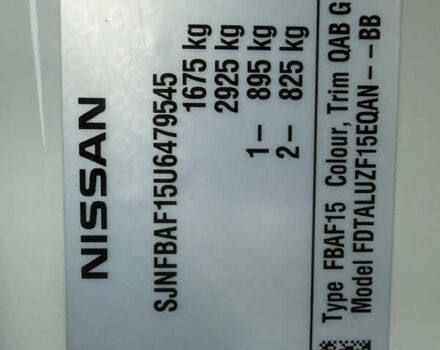 NISSAN
SJNFBAF15U6479545
1675 kg
2925 kg
1– 895 kg
2– 825 kg
Type FBAF15 Colour, Trim QAB G
Model FDTALUZF15EQAN–– BB